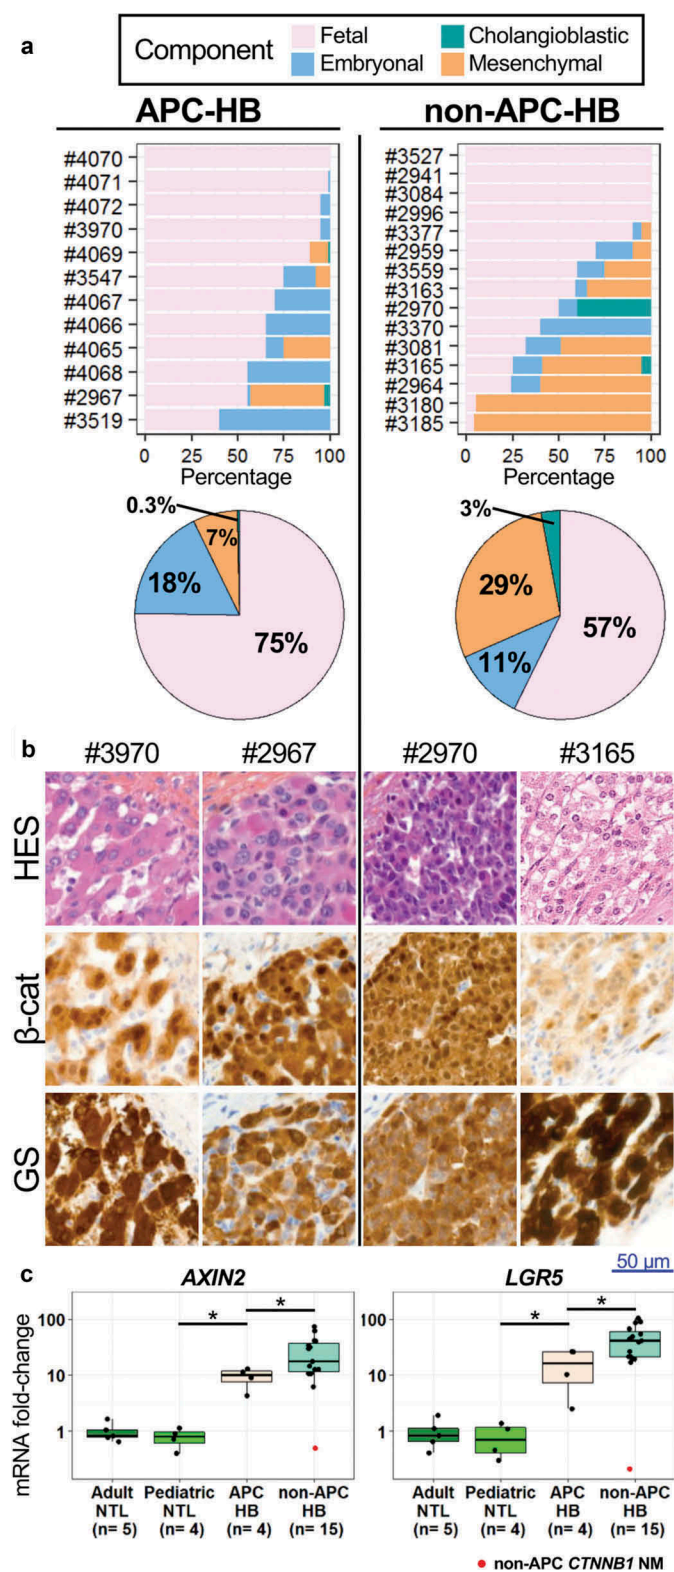 a
Component
Fetal
Cholangioblastic
Embryonal
Mesenchymal
APC-HB
non-APC-HB
#4070
#4071
#4072
#3970
#4069
#3547
#4067
#4066
#4065
#4068
#2967
#3519
0 25 50 75 100
Percentage
#3527
#2941
#3084
#2996
#3377
#2959
#3559
#3163
#2970
#3370
#3081
#3165
#2964
#3180
#3185
0 25 50 75 100
Percentage
0.3%
7%
18%
75%
3%
29%
11%
57%
b
#3970 #2967 #2970 #3165
HES
β-cat
GS
50 µm
c
AXIN2
mRNA fold-change
100
10
1
* *
Adult NTL (n= 5)
Pediatric NTL (n= 4)
APC HB (n= 4)
non-APC HB (n= 15)
LGR5
100
10
1
* *
Adult NTL (n= 5)
Pediatric NTL (n= 4)
APC HB (n= 4)
non-APC HB (n= 15)
non-APC CTNNB1 NM